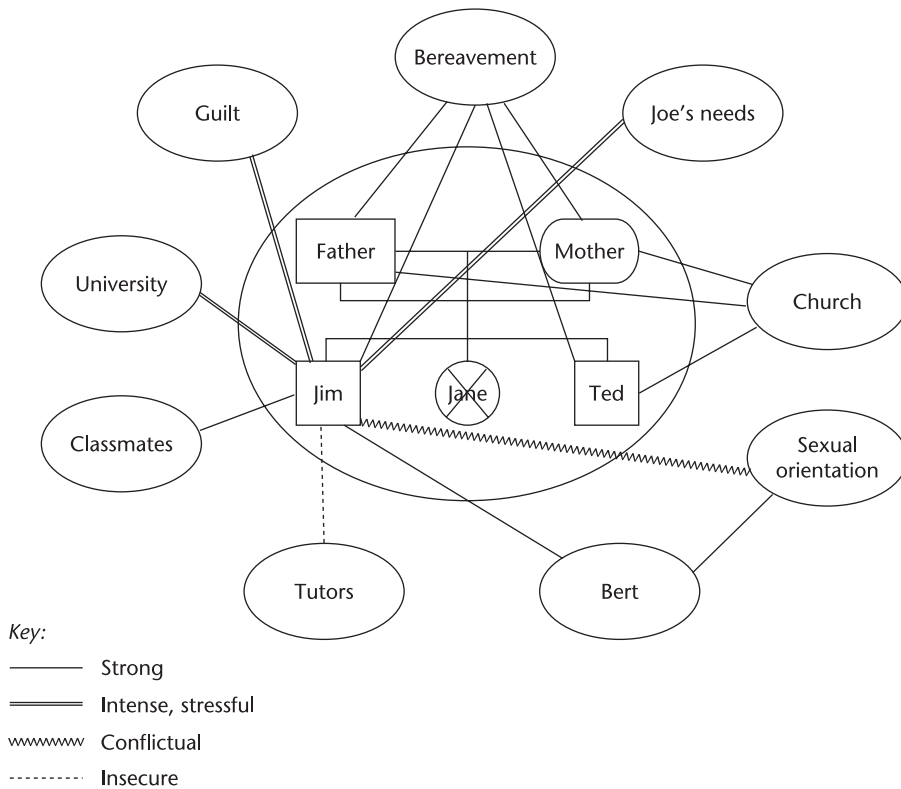 Bereavement
Guilt
Joe's needs
Father
Mother
University
Church
Jim
Jane
Ted
Classmates
Sexual
orientation
Tutors
Bert
Key:
Strong
Intense, stressful
Conflictual
Insecure